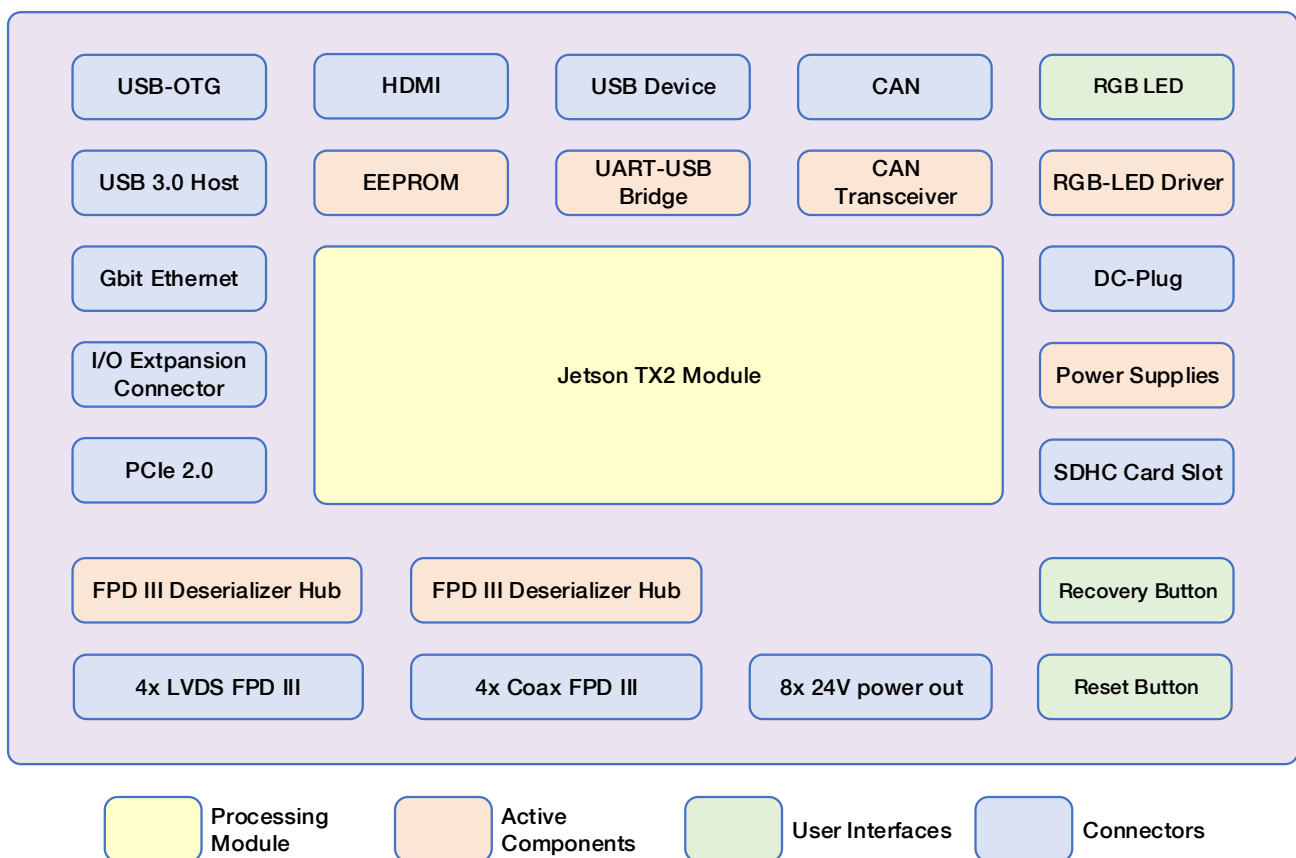 USB-OTG
HDMI
USB Device
CAN
RGB LED
USB 3.0 Host
EEPROM
UART-USB
Bridge
CAN
Transceiver
RGB-LED Driver
Gbit Ethernet
DC-Plug
I/O Extpansion
Connector
Jetson TX2 Module
Power Supplies
PCIe 2.0
SDHC Card Slot
FPD III Deserializer Hub
FPD III Deserializer Hub
Recovery Button
4x LVDS FPD III
4x Coax FPD III
8x 24V power out
Reset Button
Processing
Module
Active
Components
User Interfaces
Connectors